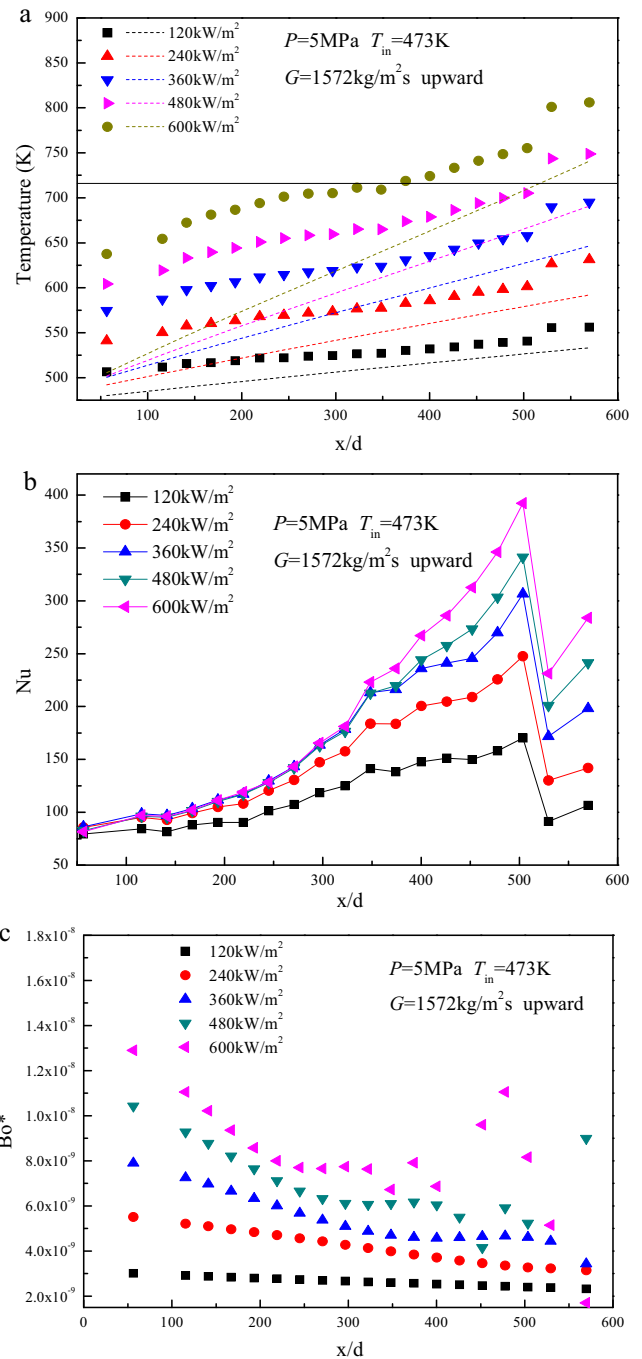 a
900
850
800
750
700
650
600
550
500
Temperature (K)
120kW/m²
240kW/m²
360kW/m²
480kW/m²
600kW/m²
P=5MPa Tin=473K
G=1572kg/m²s upward
0 100 200 300 400 500 600
x/d
b
400
350
300
250
200
150
100
50
Nu
120kW/m²
240kW/m²
360kW/m²
480kW/m²
600kW/m²
P=5MPa Tin=473K
G=1572kg/m²s upward
100 200 300 400 500 600
x/d
c
1.8x10⁻⁸
1.6x10⁻⁸
1.4x10⁻⁸
1.2x10⁻⁸
1.0x10⁻⁸
8.0x10⁻⁹
6.0x10⁻⁹
4.0x10⁻⁹
2.0x10⁻⁹
Bo*
120kW/m²
240kW/m²
360kW/m²
480kW/m²
600kW/m²
P=5MPa Tin=473K
G=1572kg/m²s upward
0 100 200 300 400 500 600
x/d